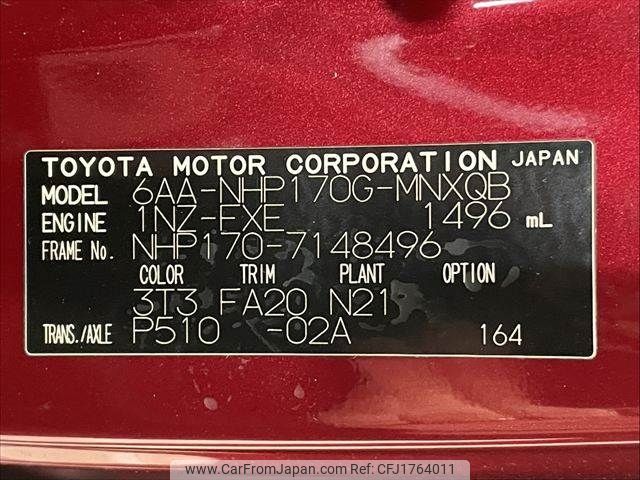 TOYOTA MOTOR CORPORATION JAPAN
MODEL 6AA-NHP170G-MNXQB
ENGINE 1NZ-EXE 1496 mL
FRAME No. NHP170-7148496
COLOR TRIM PLANT OPTION
3T3 FA20 N21
TRANS./AXLE P510 -02A 164
www.CarFromJapan.com Ref:CFJ1764011